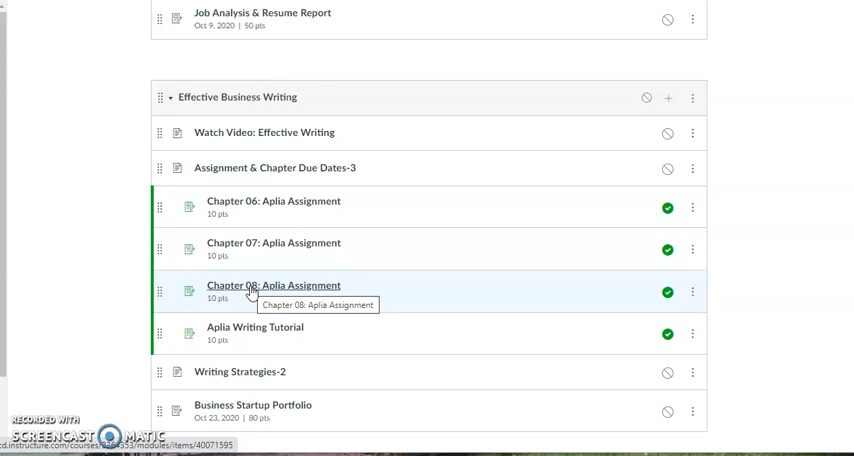 Job Analysis & Resume Report
Oct 9, 2020 | 50 pts
Effective Business Writing
Watch Video: Effective Writing
Assignment & Chapter Due Dates-3
Chapter 06: Aplia Assignment
10 pts
Chapter 07: Aplia Assignment
10 pts
Chapter 08: Aplia Assignment
10 pts
Chapter 08: Aplia Assignment
Aplia Writing Tutorial
10 pts
Writing Strategies-2
Business Startup Portfolio
Oct 23, 2020 | 80 pts
RECORDED WITH
SCREENCAST MATIC